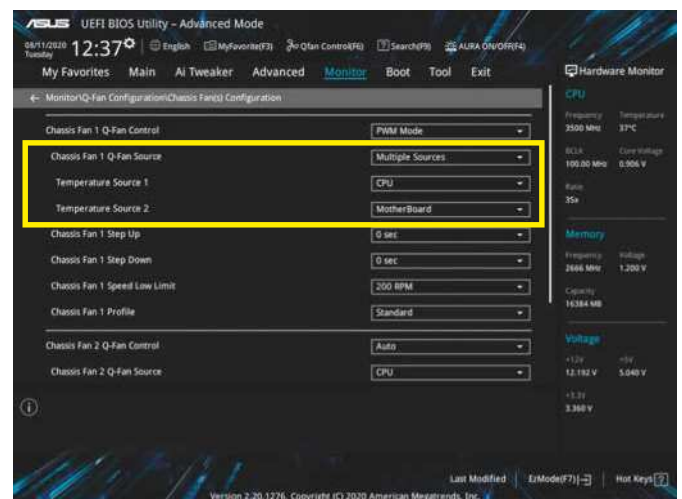 ASUS UEFI BIOS Utility – Advanced Mode
08/11/2020 Tuesday 12:37 English MyFavorite(F3) Qfan Control(F6) Search(F9) AURA ON/OFF(F4)
My Favorites Main Ai Tweaker Advanced Monitor Boot Tool Exit Hardware Monitor
← Monitor\Q-Fan Configuration\Chassis Fan(s) Configuration
CPU
Frequency Temperature
Chassis Fan 1 Q-Fan Control PWM Mode 3500 MHz 37°C
BCLK Core Voltage
Chassis Fan 1 Q-Fan Source Multiple Sources 100.00 MHz 0.906 V
Temperature Source 1 CPU
Ratio
35x
Temperature Source 2 MotherBoard
Chassis Fan 1 Step Up 0 sec Memory
Chassis Fan 1 Step Down 0 sec
Frequency Voltage
2666 MHz 1.200 V
Chassis Fan 1 Speed Low Limit 200 RPM
Capacity
16384 MB
Chassis Fan 1 Profile Standard
Chassis Fan 2 Q-Fan Control Auto Voltage
+12V +5V
Chassis Fan 2 Q-Fan Source CPU 12.192 V 5.040 V
+3.3V
3.360 V
Last Modified EzMode(F7) Hot Keys ?
Version 2.20.1276. Copyright (C) 2020 American Megatrends, Inc.